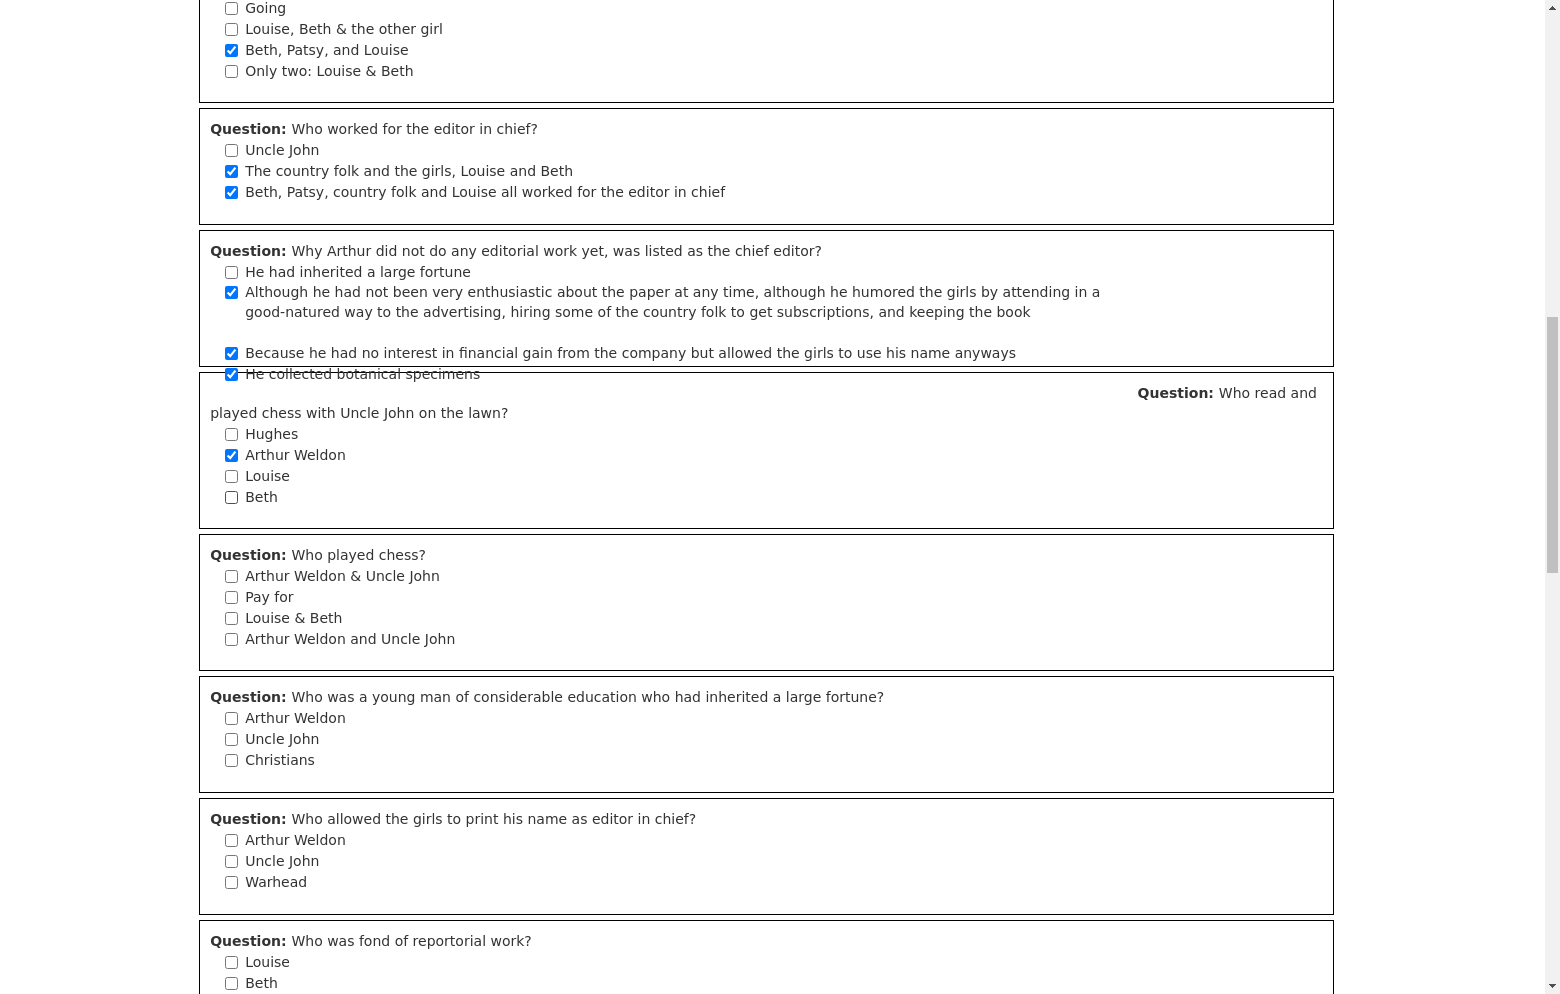 Going
Louise, Beth & the other girl
Beth, Patsy, and Louise
Only two: Louise & Beth
Question: Who worked for the editor in chief?
Uncle John
The country folk and the girls, Louise and Beth
Beth, Patsy, country folk and Louise all worked for the editor in chief
Question: Why Arthur did not do any editorial work yet, was listed as the chief editor?
He had inherited a large fortune
Although he had not been very enthusiastic about the paper at any time, although he humored the girls by attending in a
good-natured way to the advertising, hiring some of the country folk to get subscriptions, and keeping the book
Because he had no interest in financial gain from the company but allowed the girls to use his name anyways
He collected botanical specimens
Question: Who read and
played chess with Uncle John on the lawn?
Hughes
Arthur Weldon
Louise
Beth
Question: Who played chess?
Arthur Weldon & Uncle John
Pay for
Louise & Beth
Arthur Weldon and Uncle John
Question: Who was a young man of considerable education who had inherited a large fortune?
Arthur Weldon
Uncle John
Christians
Question: Who allowed the girls to print his name as editor in chief?
Arthur Weldon
Uncle John
Warhead
Question: Who was fond of reportorial work?
Louise
Beth